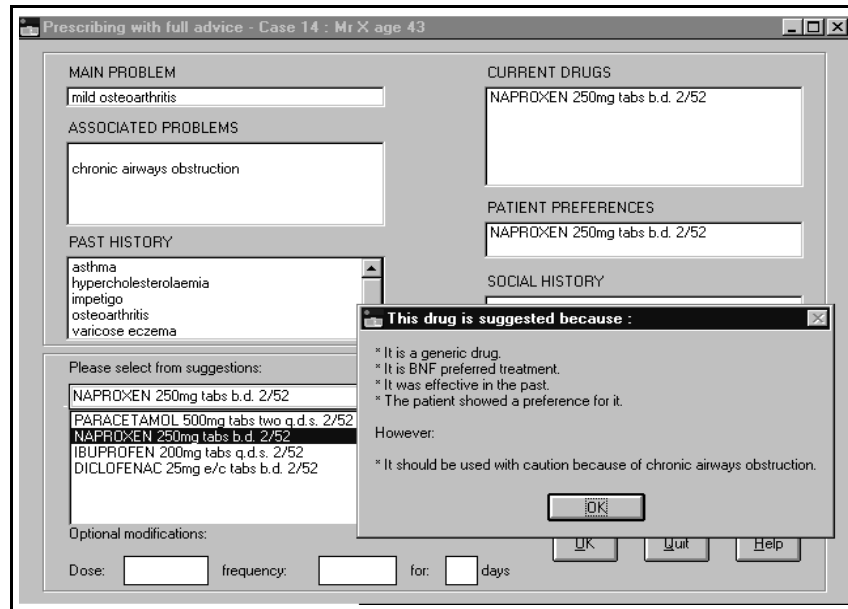 Prescribing with full advice - Case 14 : Mr X age 43
MAIN PROBLEM
mild osteoarthritis
ASSOCIATED PROBLEMS
chronic airways obstruction
PAST HISTORY
asthma
hypercholesterolaemia
impetigo
osteoarthritis
varicose eczema
CURRENT DRUGS
NAPROXEN 250mg tabs b.d. 2/52
PATIENT PREFERENCES
NAPROXEN 250mg tabs b.d. 2/52
SOCIAL HISTORY
Please select from suggestions:
NAPROXEN 250mg tabs b.d. 2/52
PARACETAMOL 500mg tabs two q.d.s. 2/52
NAPROXEN 250mg tabs b.d. 2/52
IBUPROFEN 200mg tabs q.d.s. 2/52
DICLOFENAC 25mg e/c tabs b.d. 2/52
Optional modifications:
Dose: frequency: for: days
This drug is suggested because :
* It is a generic drug.
* It is BNF preferred treatment.
* It was effective in the past.
* The patient showed a preference for it.
However:
* It should be used with caution because of chronic airways obstruction.
OK
OK Quit Help